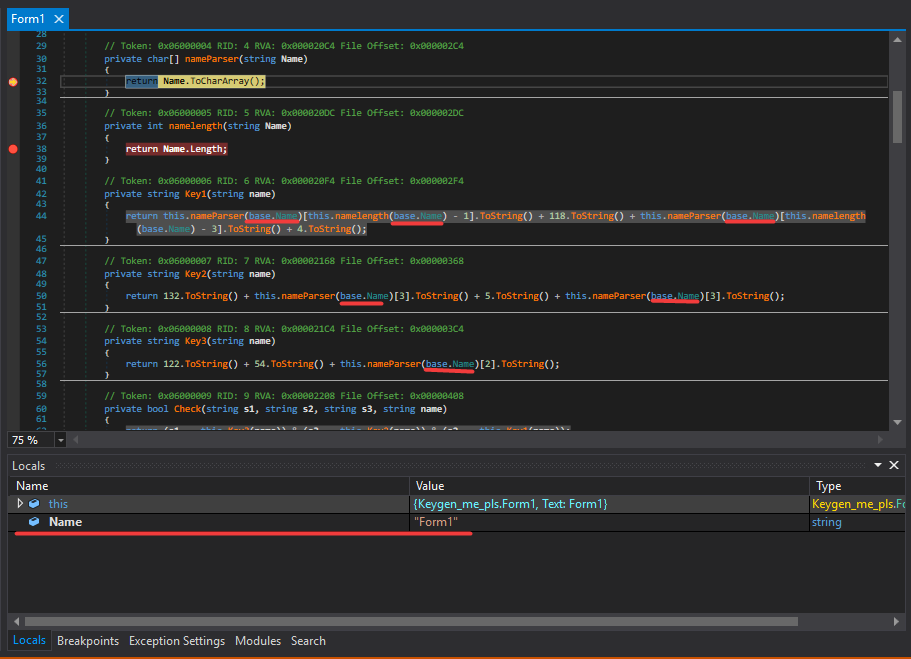 Form1
28
29 // Token: 0x06000004 RID: 4 RVA: 0x000020C4 File Offset: 0x000002C4
30 private char[] nameParser(string Name)
31 {
32 return Name.ToCharArray();
33 }
34
35 // Token: 0x06000005 RID: 5 RVA: 0x000020DC File Offset: 0x000002DC
36 private int namelength(string Name)
37 {
38 return Name.Length;
39 }
40
41 // Token: 0x06000006 RID: 6 RVA: 0x000020F4 File Offset: 0x000002F4
42 private string Key1(string name)
43 {
44 return this.nameParser(base.Name)[this.namelength(base.Name) - 1].ToString() + 118.ToString() + this.nameParser(base.Name)[this.namelength
(base.Name) - 3].ToString() + 4.ToString();
45 }
46
47 // Token: 0x06000007 RID: 7 RVA: 0x00002168 File Offset: 0x00000368
48 private string Key2(string name)
49 {
50 return 132.ToString() + this.nameParser(base.Name)[3].ToString() + 5.ToString() + this.nameParser(base.Name)[3].ToString();
51 }
52
53 // Token: 0x06000008 RID: 8 RVA: 0x000021C4 File Offset: 0x000003C4
54 private string Key3(string name)
55 {
56 return 122.ToString() + 54.ToString() + this.nameParser(base.Name)[2].ToString();
57 }
58
59 // Token: 0x06000009 RID: 9 RVA: 0x00002208 File Offset: 0x00000408
60 private bool Check(string s1, string s2, string s3, string name)
61 {
75 %
Locals
Name Value Type
this {Keygen_me_pls.Form1, Text: Form1} Keygen_me_pls.Fo
Name "Form1" string
Locals Breakpoints Exception Settings Modules Search